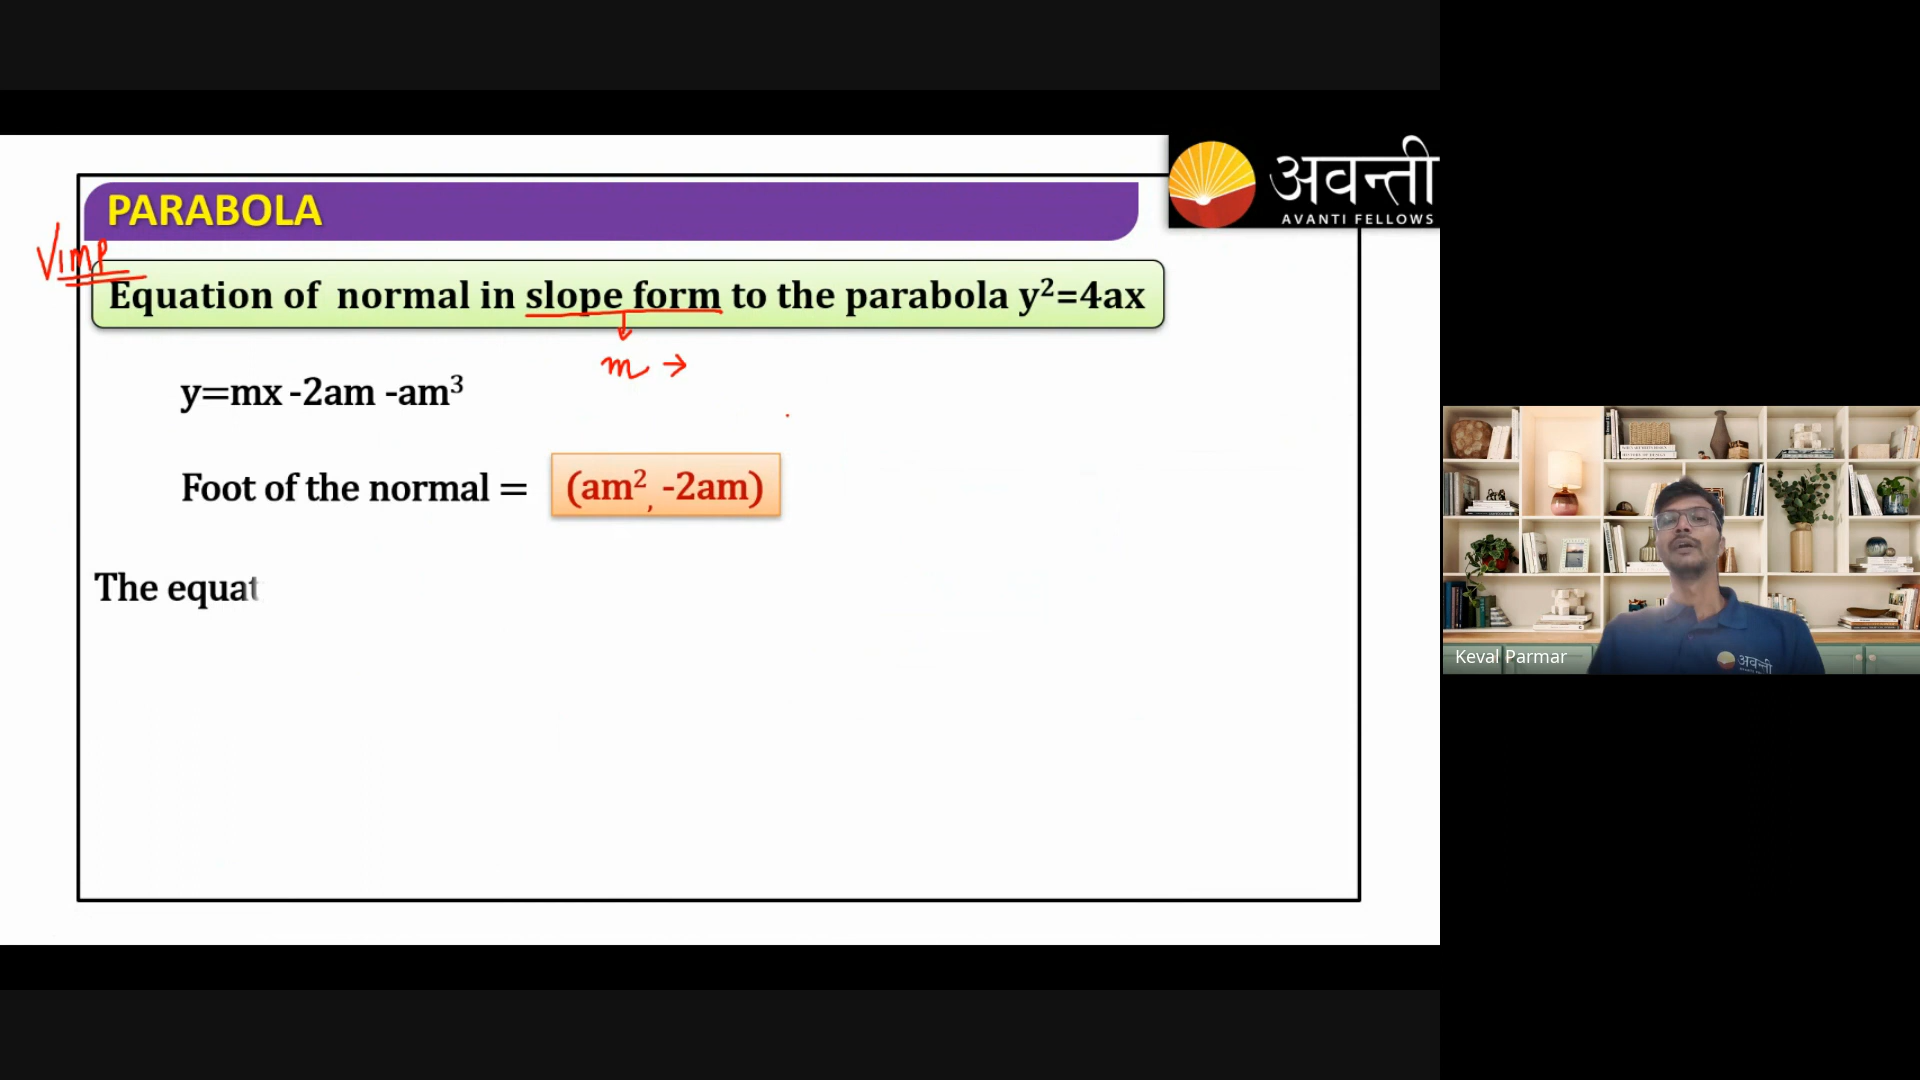 अवन्ती
AVANTI FELLOWS
PARABOLA
Vimp
Equation of normal in slope form to the parabola y²=4ax
m →
y=mx -2am -am³
Foot of the normal = (am², -2am)
The equat
Keval Parmar
अवन्ती